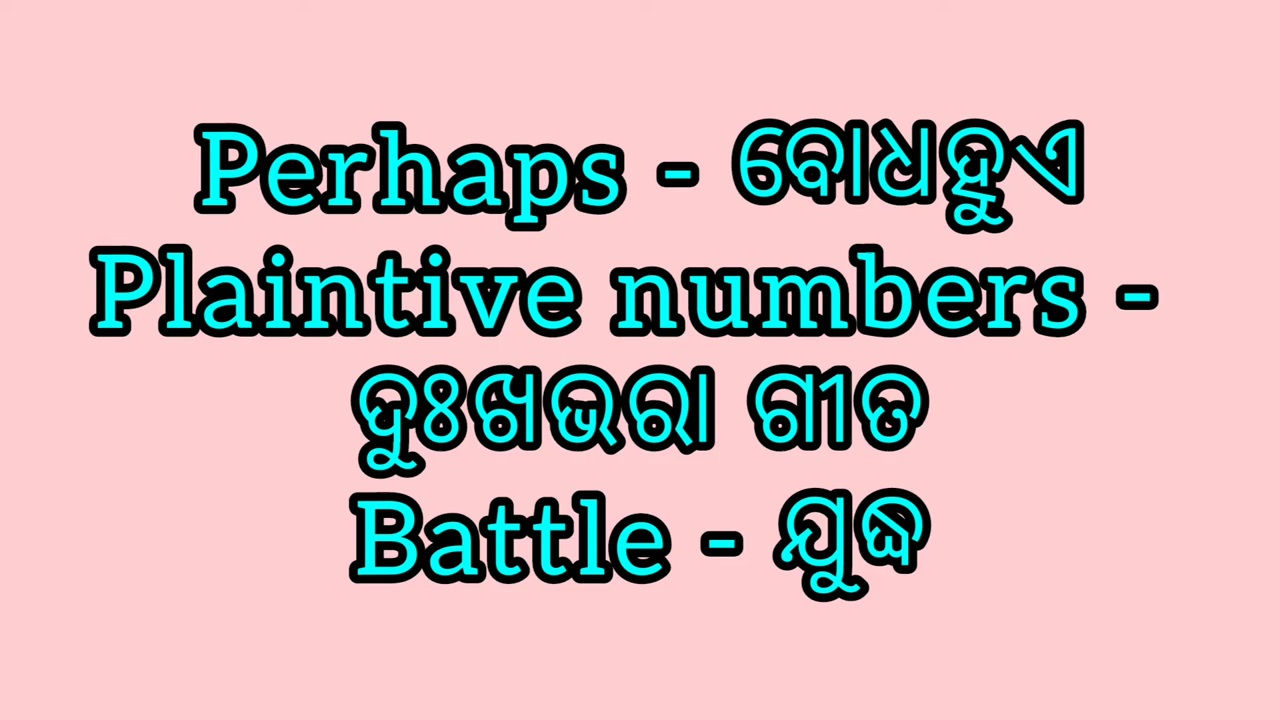 Perhaps - ବୋଧହୁଏ
Plaintive numbers -
ଦୁଃଖଭରା ଗୀତ
Battle - ଯୁଦ୍ଧ